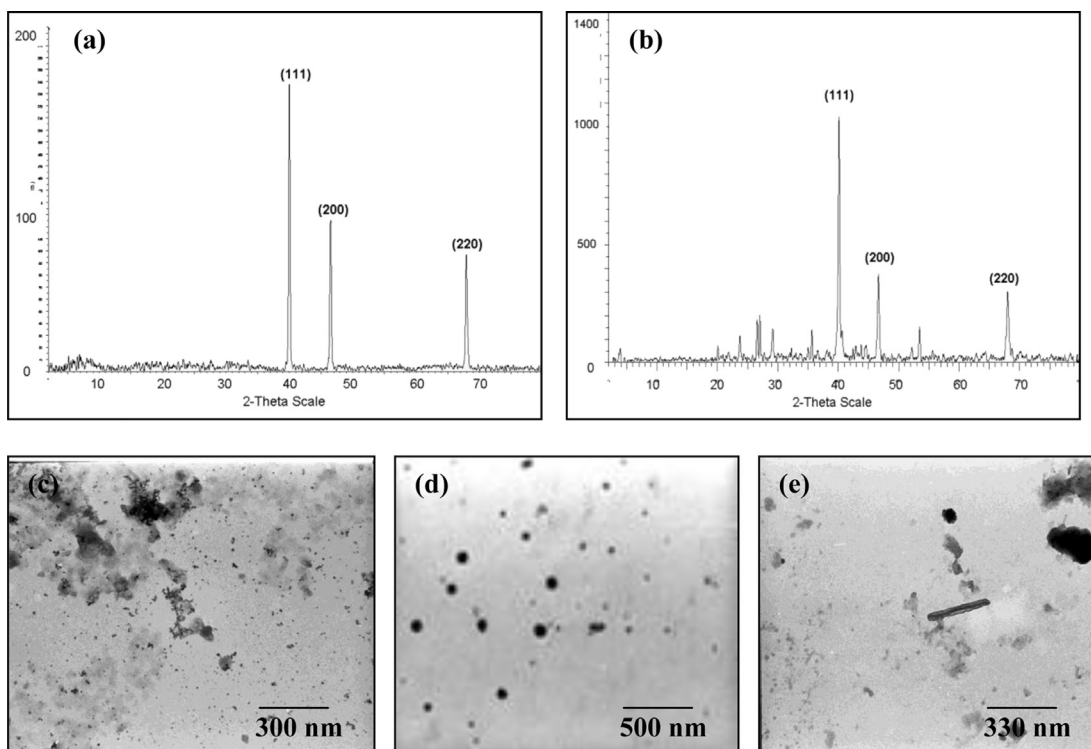 (a)
200
100
0
(111)
(200)
(220)
10 20 30 40 50 60 70
2-Theta Scale
(b)
1400
1000
500
0
(111)
(200)
(220)
10 20 30 40 50 60 70
2-Theta Scale
(c)
300 nm
(d)
500 nm
(e)
330 nm